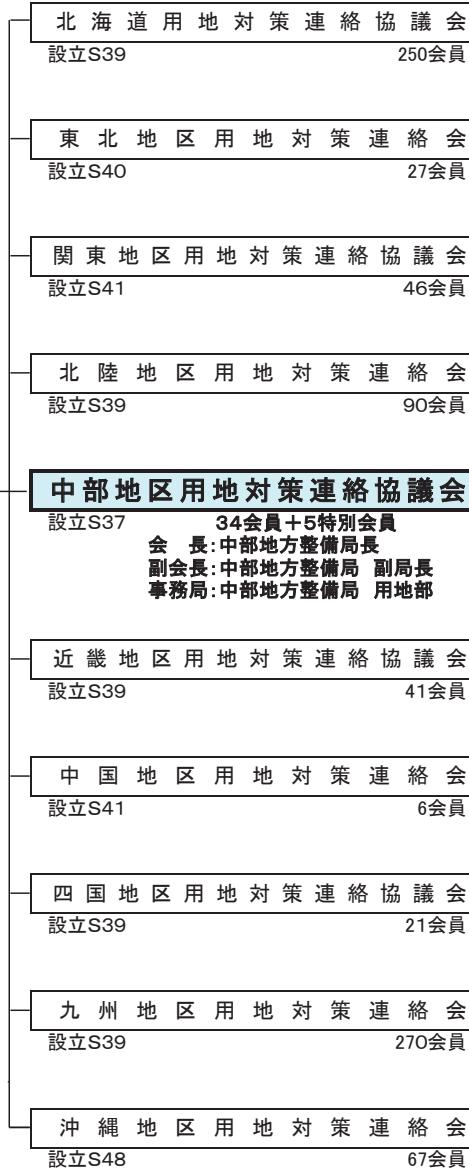 北海道用地対策連絡協議会
設立S39 250会員
東北地区用地対策連絡会
設立S40 27会員
関東地区用地対策連絡協議会
設立S41 46会員
北陸地区用地対策連絡会
設立S39 90会員
中部地区用地対策連絡協議会
設立S37 34会員+5特別会員
会 長:中部地方整備局長
副会長:中部地方整備局 副局長
事務局:中部地方整備局 用地部
近畿地区用地対策連絡協議会
設立S39 41会員
中国地区用地対策連絡会
設立S41 6会員
四国地区用地対策連絡協議会
設立S39 21会員
九州地区用地対策連絡会
設立S39 270会員
沖縄地区用地対策連絡会
設立S48 67会員